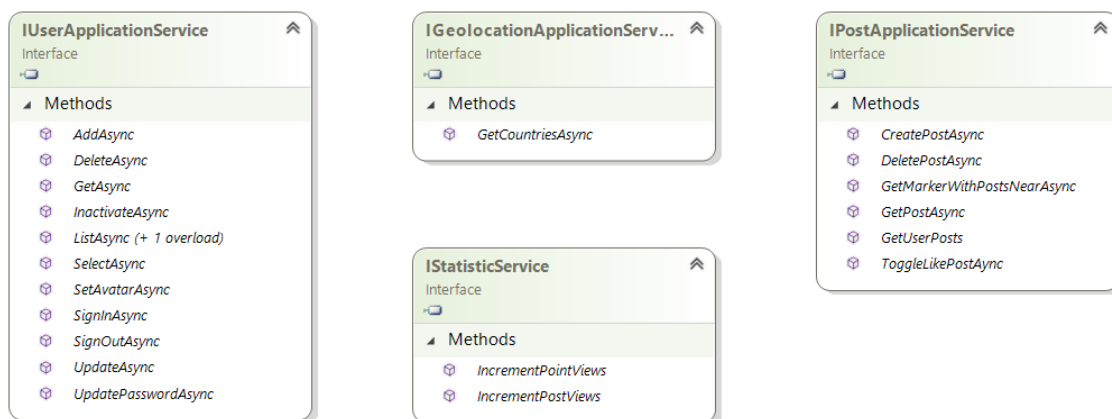 IUserApplicationService
Interface
Methods
AddAsync
DeleteAsync
GetAsync
InactivateAsync
ListAsync (+ 1 overload)
SelectAsync
SetAvatarAsync
SignInAsync
SignOutAsync
UpdateAsync
UpdatePasswordAsync
IGeolocationApplicationServ...
Interface
Methods
GetCountriesAsync
IStatisticService
Interface
Methods
IncrementPointViews
IncrementPostViews
IPostApplicationService
Interface
Methods
CreatePostAsync
DeletePostAsync
GetMarkerWithPostsNearAsync
GetPostAsync
GetUserPosts
ToggleLikePostAync